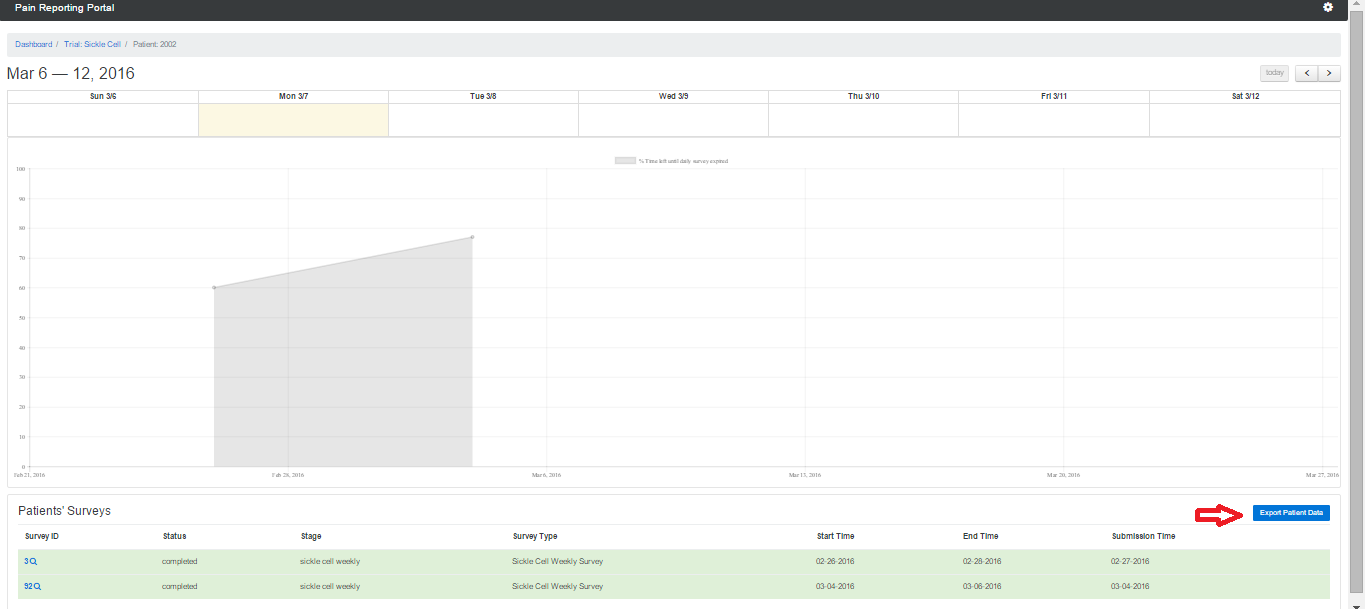 Pain Reporting Portal
Dashboard / Trial: Sickle Cell / Patient: 2002
Mar 6 — 12, 2016
today
Sun 3/6 Mon 3/7 Tue 3/8 Wed 3/9 Thu 3/10 Fri 3/11 Sat 3/12
% Time left until daily survey expired
100
90
80
70
60
50
40
30
20
10
0
Feb 21, 2016 Feb 28, 2016 Mar 6, 2016 Mar 13, 2016 Mar 20, 2016 Mar 27, 2016
Patients' Surveys
Export Patient Data
Survey ID Status Stage Survey Type Start Time End Time Submission Time
3 completed sickle cell weekly Sickle Cell Weekly Survey 02-26-2016 02-28-2016 02-27-2016
92 completed sickle cell weekly Sickle Cell Weekly Survey 03-04-2016 03-06-2016 03-04-2016